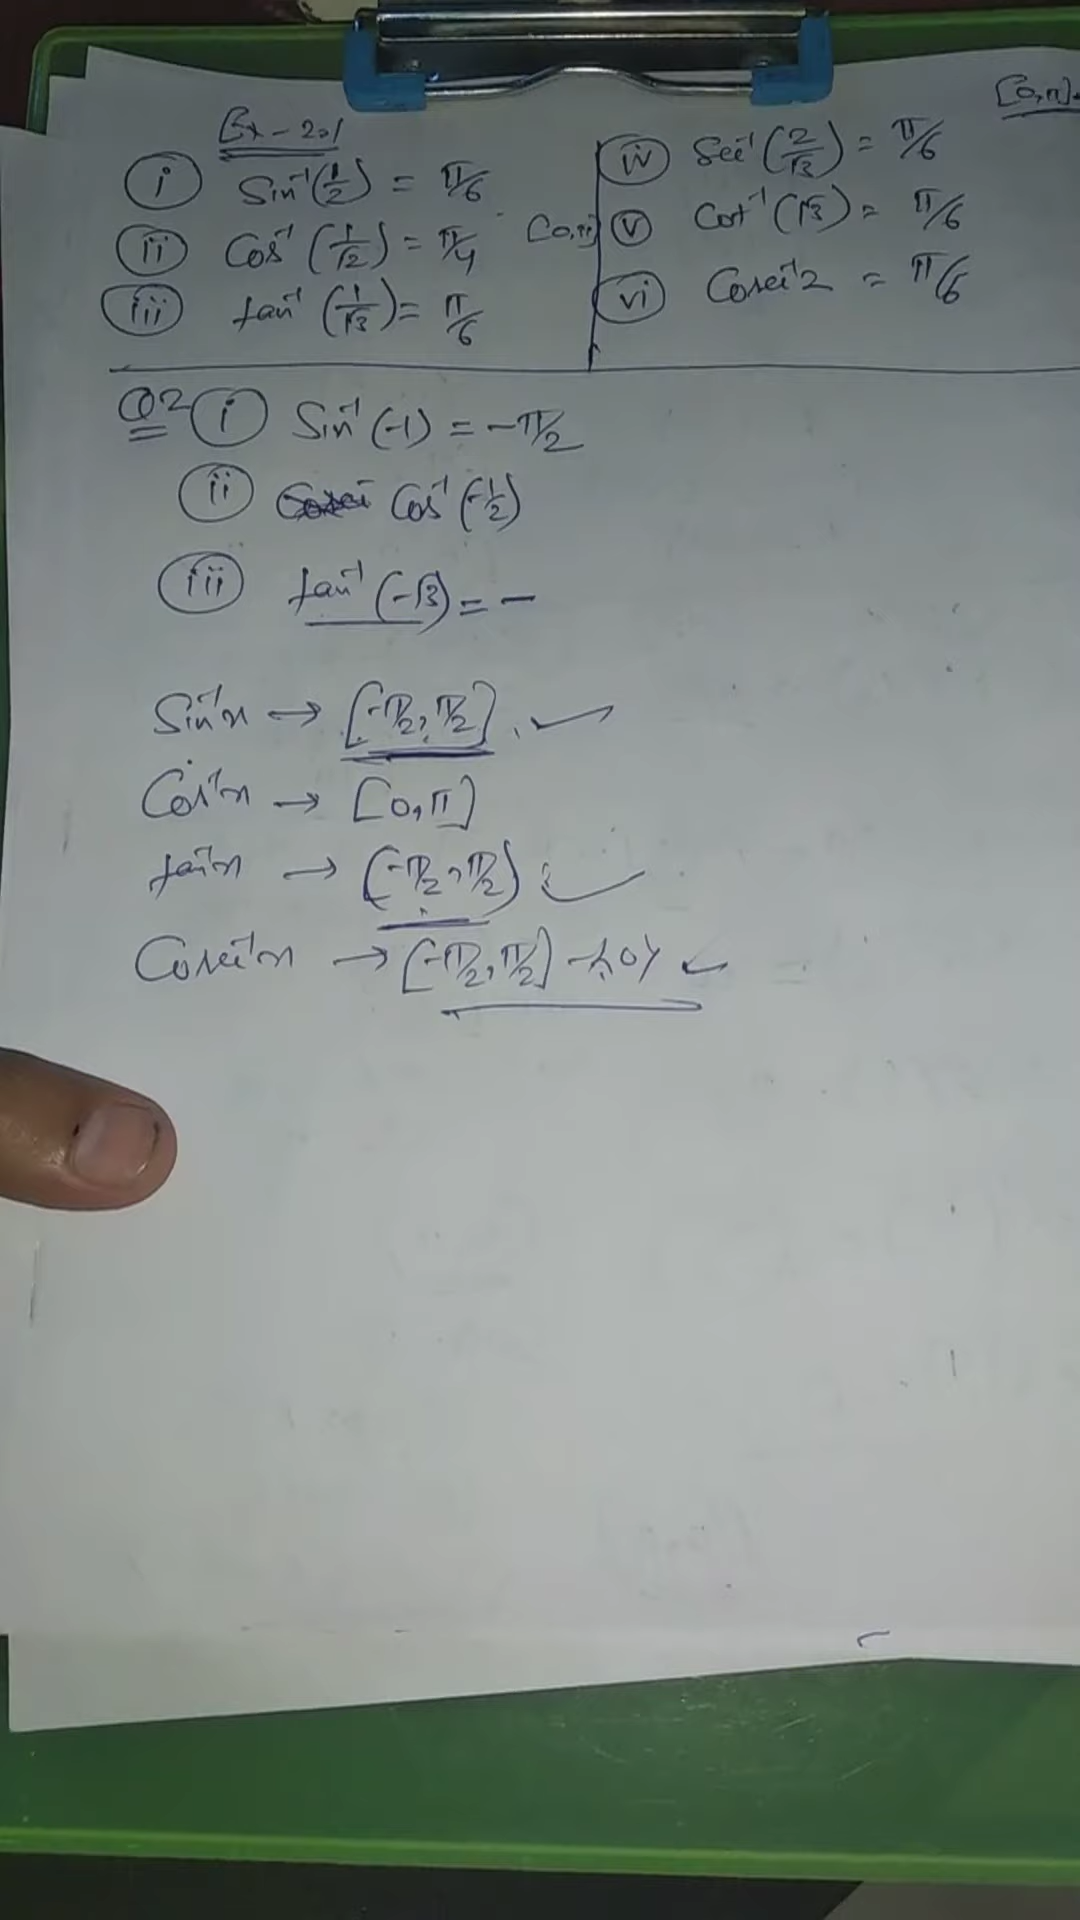 Ex - 2.1
i sin⁻¹(1/2) = π/6
ii cos⁻¹(1/√2) = π/4 [0,π]
iii tan⁻¹(1/√3) = π/6
[0,π]-
iv sec⁻¹(2/√3) = π/6
v cot⁻¹(√3) = π/6
vi cosec⁻¹2 = π/6
Q2 i sin⁻¹(-1) = -π/2
ii cos⁻¹(-1/2)
iii tan⁻¹(-√3) = -
sin⁻¹x → [-π/2, π/2].
cos⁻¹x → [0,π]
tan⁻¹x → (-π/2, π/2)
cosec⁻¹x → [-π/2, π/2] - {0}